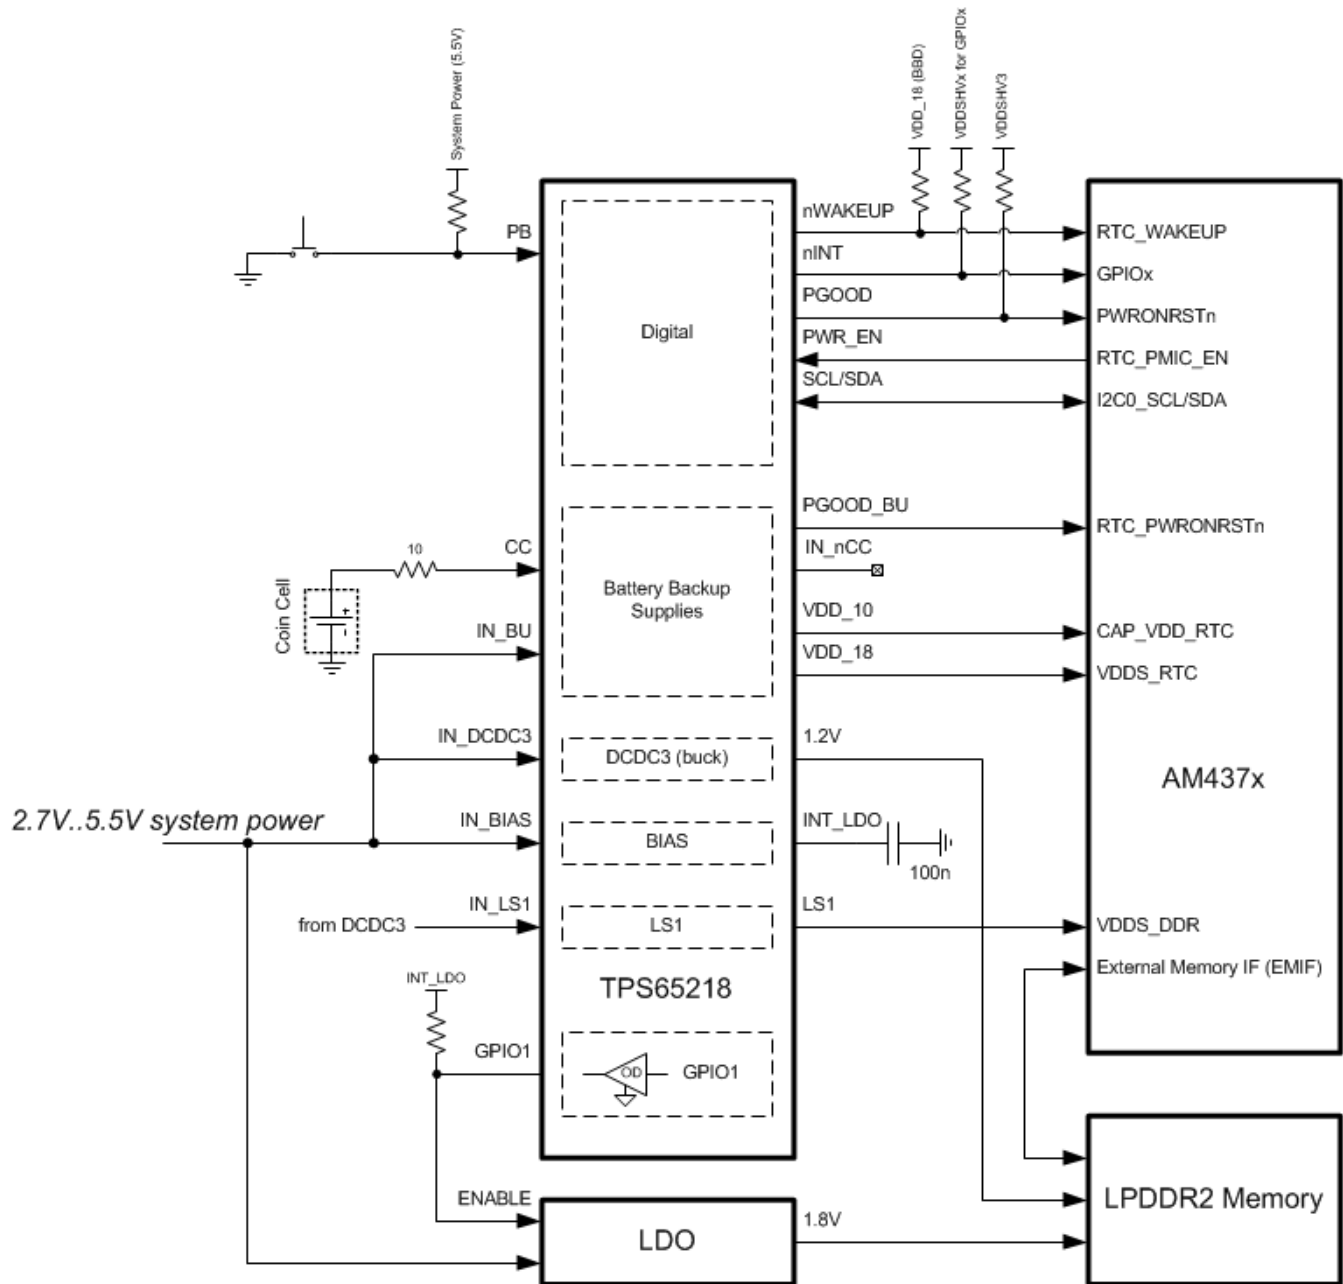 System Power (5.5V)
VDD_18 (BBD)
VDDSHVx for GPIOx
VDDSHV3
PB
nWAKEUP
RTC_WAKEUP
nINT
GPIOx
PGOOD
PWRONRSTn
Digital
PWR_EN
RTC_PMIC_EN
SCL/SDA
I2C0_SCL/SDA
PGOOD_BU
RTC_PWRONRSTn
10
CC
IN_nCC
Coin Cell
+
-
Battery Backup
Supplies
IN_BU
VDD_10
CAP_VDD_RTC
VDD_18
VDDS_RTC
IN_DCDC3
DCDC3 (buck)
1.2V
AM437x
2.7V..5.5V system power
IN_BIAS
BIAS
INT_LDO
100n
from DCDC3
IN_LS1
LS1
LS1
VDDS_DDR
External Memory IF (EMIF)
INT_LDO
TPS65218
GPIO1
OD
GPIO1
ENABLE
LDO
1.8V
LPDDR2 Memory